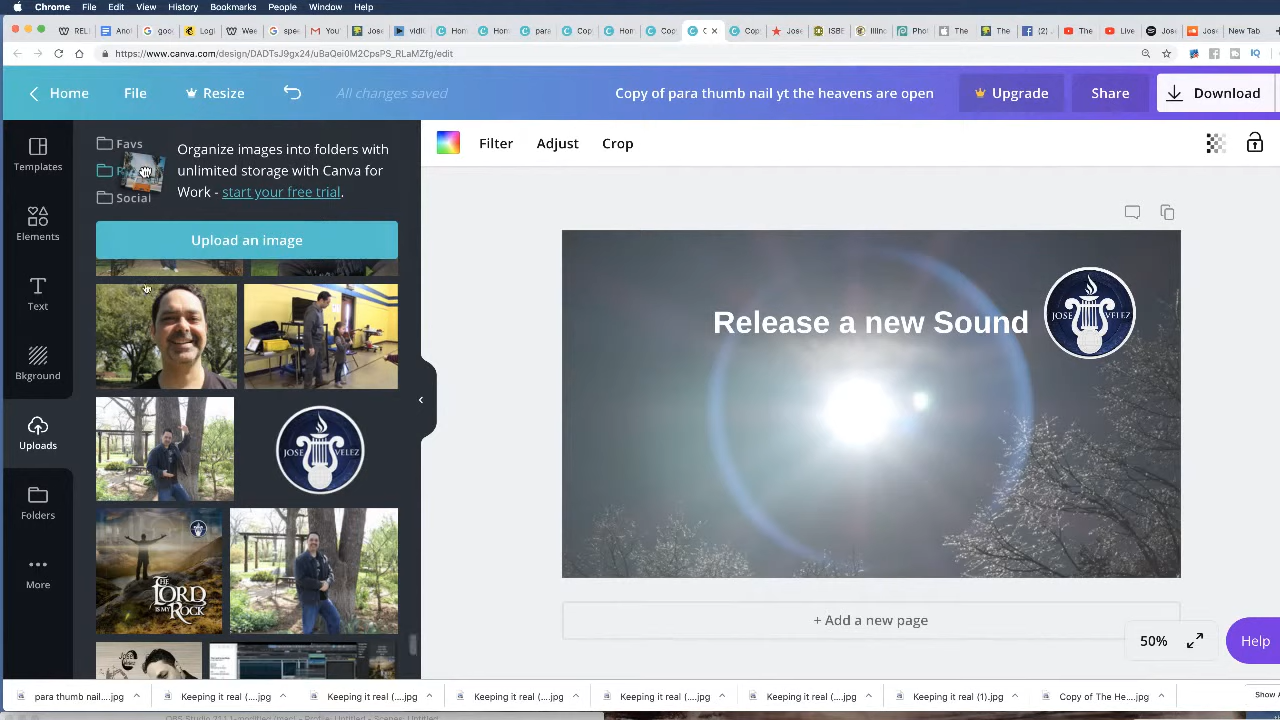 Chrome File Edit View History Bookmarks People Window Help
https://www.canva.com/design/DADTsJ9gx24/uBaQei0M2CpsPS_RLaMZfg/edit
Home File Resize All changes saved Copy of para thumb nail yt the heavens are open Upgrade Share Download
Templates
Elements
Text
Bkground
Uploads
Folders
More
Favs
Social
Organize images into folders with
unlimited storage with Canva for
Work - start your free trial.
Upload an image
JOSE VELEZ
THE
LORD
IS MY
ROCK
Filter Adjust Crop
Release a new Sound
JOSE VELEZ
+ Add a new page
50%
Help
para thumb nail....jpg Keeping it real (....jpg Keeping it real (....jpg Keeping it real (....jpg Keeping it real (....jpg Keeping it real (....jpg Keeping it real (1).jpg Copy of The He....jpg Show A